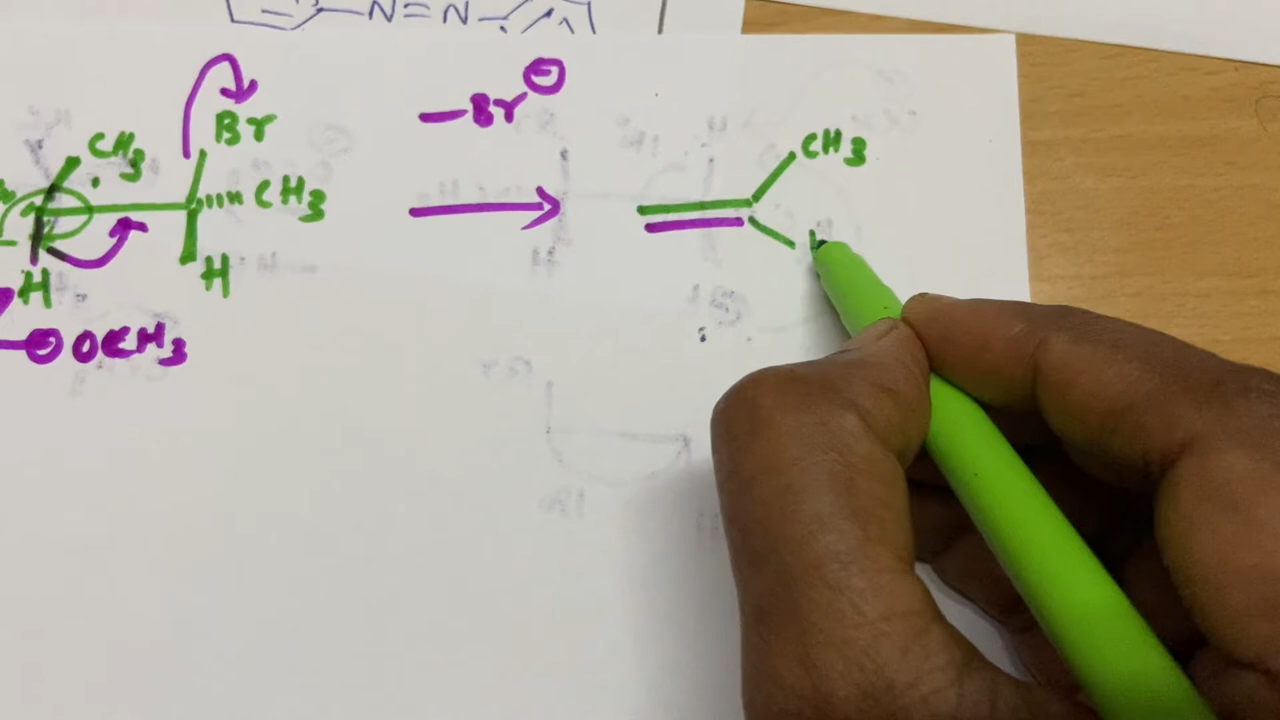 N=N
Br⊖
CH3 Br CH3
CH3
H H
⊖OCH3